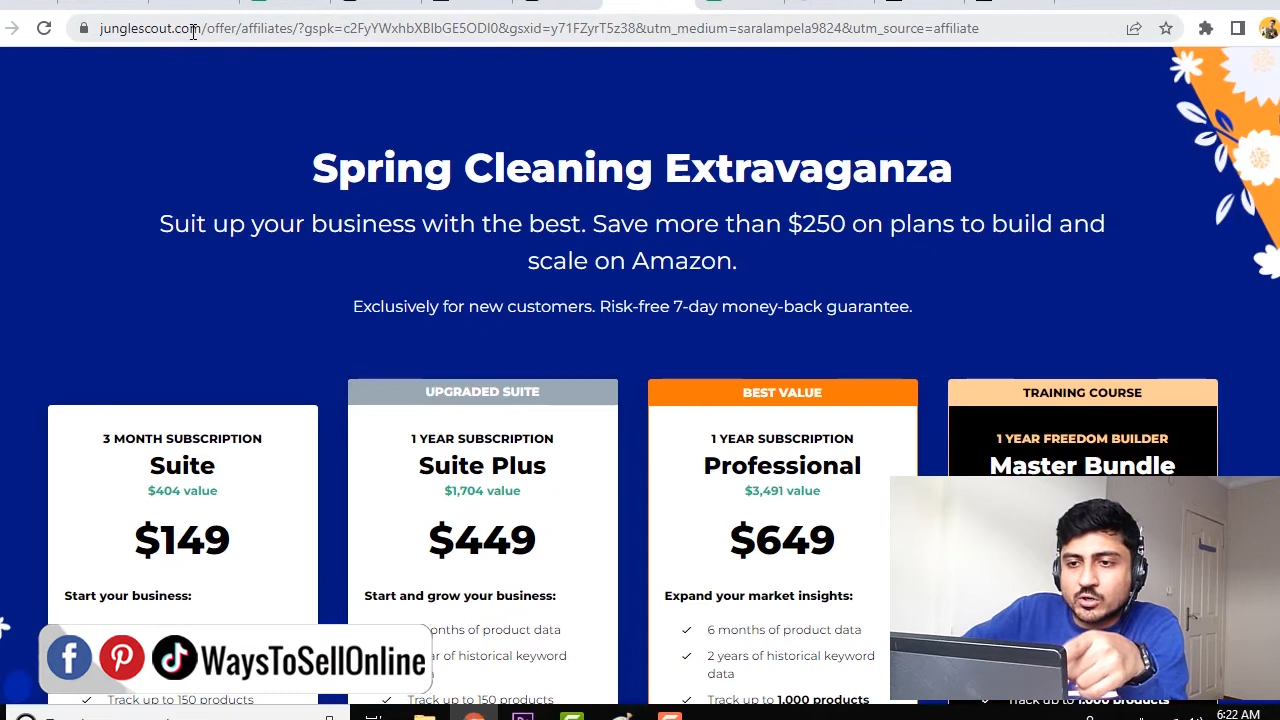 junglescout.com/offer/affiliates/?gspk=c2FyYWxhbXBlbGE5ODI0&gsxid=y71FZyrT5z38&utm_medium=saralampela9824&utm_source=affiliate
Spring Cleaning Extravaganza
Suit up your business with the best. Save more than $250 on plans to build and
scale on Amazon.
Exclusively for new customers. Risk-free 7-day money-back guarantee.
3 MONTH SUBSCRIPTION
Suite
$404 value
$149
Start your business:
Track up to 150 products
UPGRADED SUITE
1 YEAR SUBSCRIPTION
Suite Plus
$1,704 value
$449
Start and grow your business:
months of product data
of historical keyword
Track up to 150 products
BEST VALUE
1 YEAR SUBSCRIPTION
Professional
$3,491 value
$649
Expand your market insights:
6 months of product data
2 years of historical keyword
data
Track up to 1,000 products
TRAINING COURSE
1 YEAR FREEDOM BUILDER
Master Bundle
WaysToSellOnline
6:22 AM